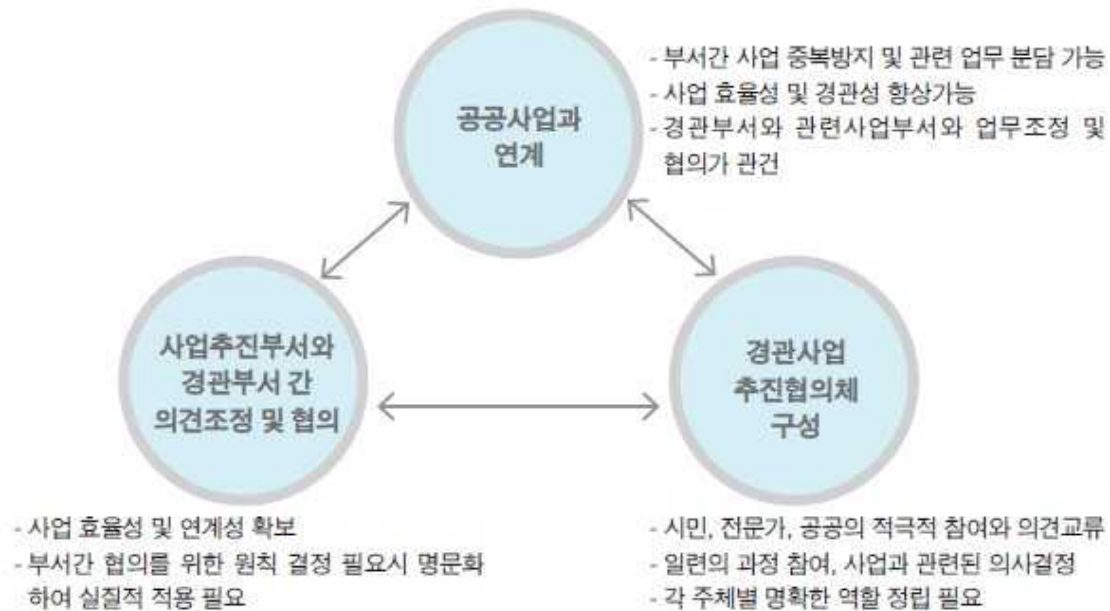 공공사업과
연계
- 부서간 사업 중복방지 및 관련 업무 분담 가능
- 사업 효율성 및 경관성 향상가능
- 경관부서와 관련사업부서와 업무조정 및
협의가 관건
사업추진부서와
경관부서 간
의견조정 및 협의
- 사업 효율성 및 연계성 확보
- 부서간 협의를 위한 원칙 결정 필요시 명문화
하여 실질적 적용 필요
경관사업
추진협의체
구성
- 시민, 전문가, 공공의 적극적 참여와 의견교류
- 일련의 과정 참여, 사업과 관련된 의사결정
- 각 주체별 명확한 역할 정립 필요